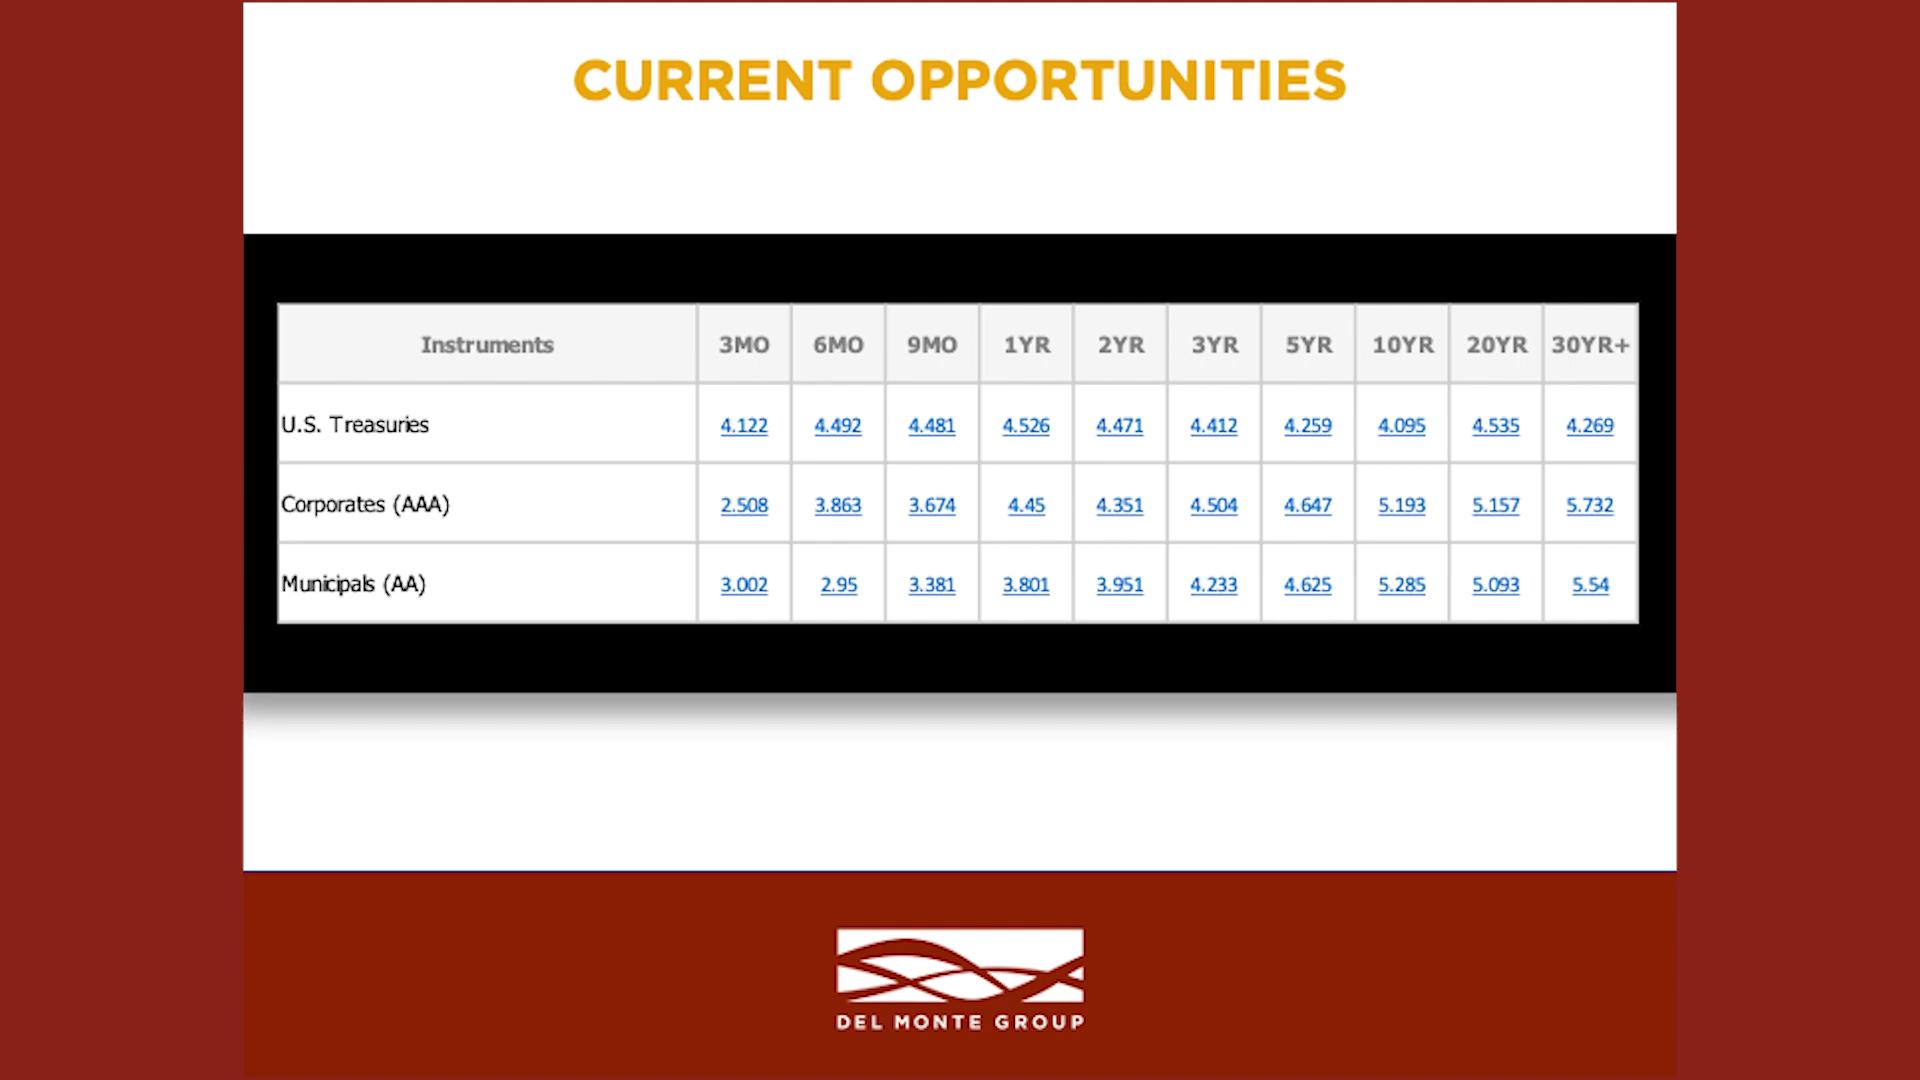 CURRENT OPPORTUNITIES
Instruments 3MO 6MO 9MO 1YR 2YR 3YR 5YR 10YR 20YR 30YR+
U.S. Treasuries 4.122 4.492 4.481 4.526 4.471 4.412 4.259 4.095 4.535 4.269
Corporates (AAA) 2.508 3.863 3.674 4.45 4.351 4.504 4.647 5.193 5.157 5.732
Municipals (AA) 3.002 2.95 3.381 3.801 3.951 4.233 4.625 5.285 5.093 5.54
DEL MONTE GROUP